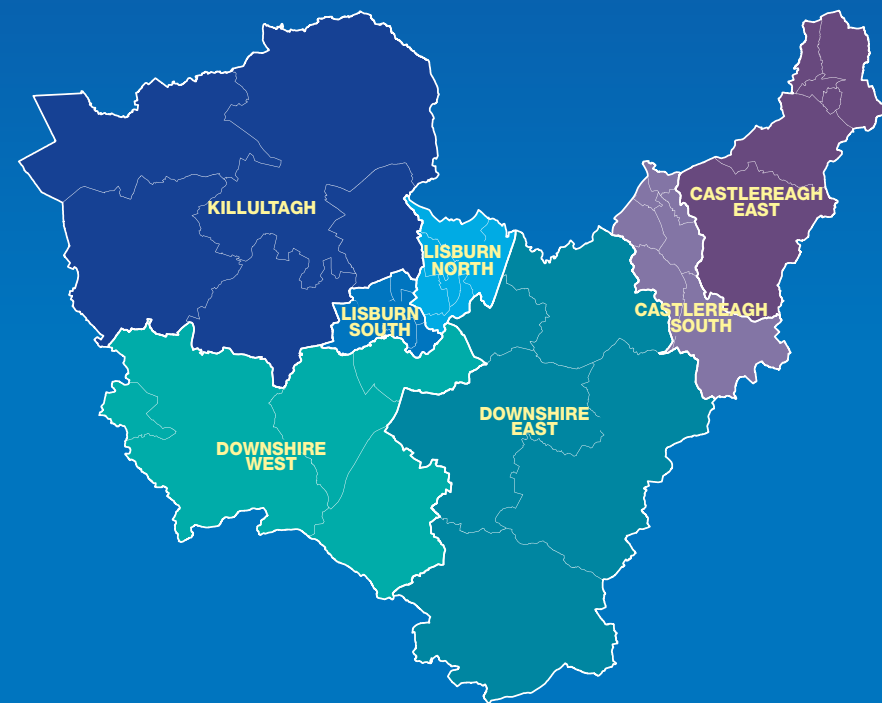 CASTLEREAGH
EAST
KILLULTAGH
LISBURN
NORTH
LISBURN
SOUTH
CASTLEREAGH
SOUTH
DOWNSHIRE
EAST
DOWNSHIRE
WEST